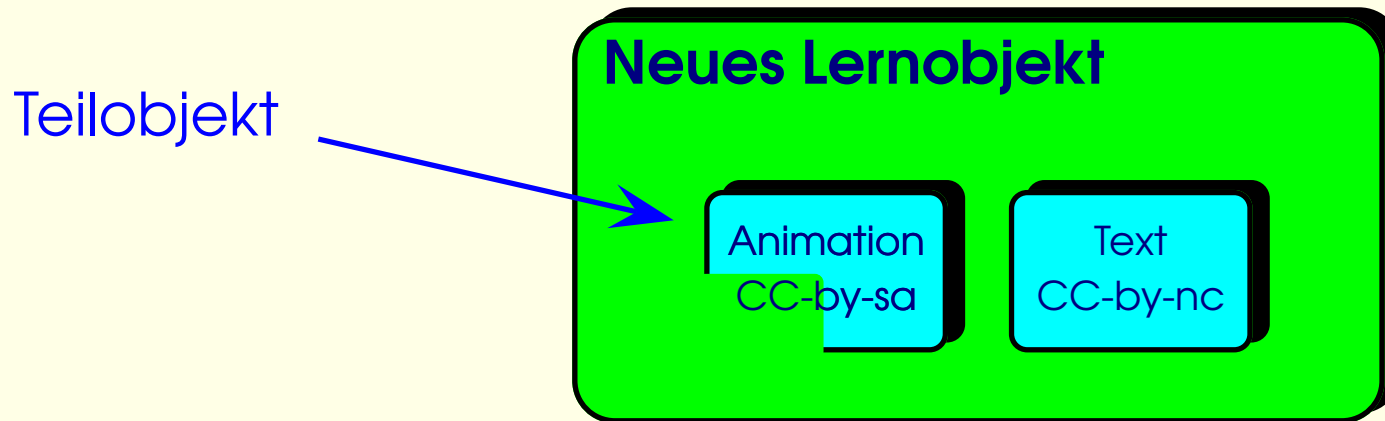 Neues Lernobjekt
Teilobjekt
Animation
CC-by-sa
Text
CC-by-nc